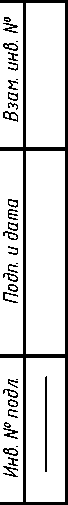 Взам. инв. №
Подп. и дата
Инв. № подл.